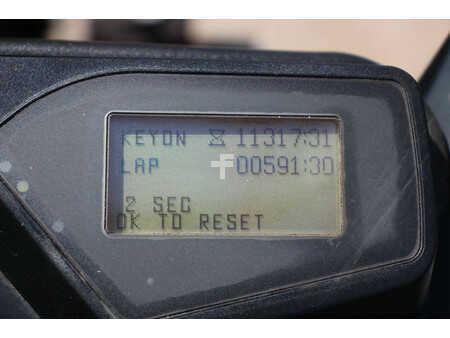 KEYON 11317:31
LAP 00591:30
2 SEC
OK TO RESET